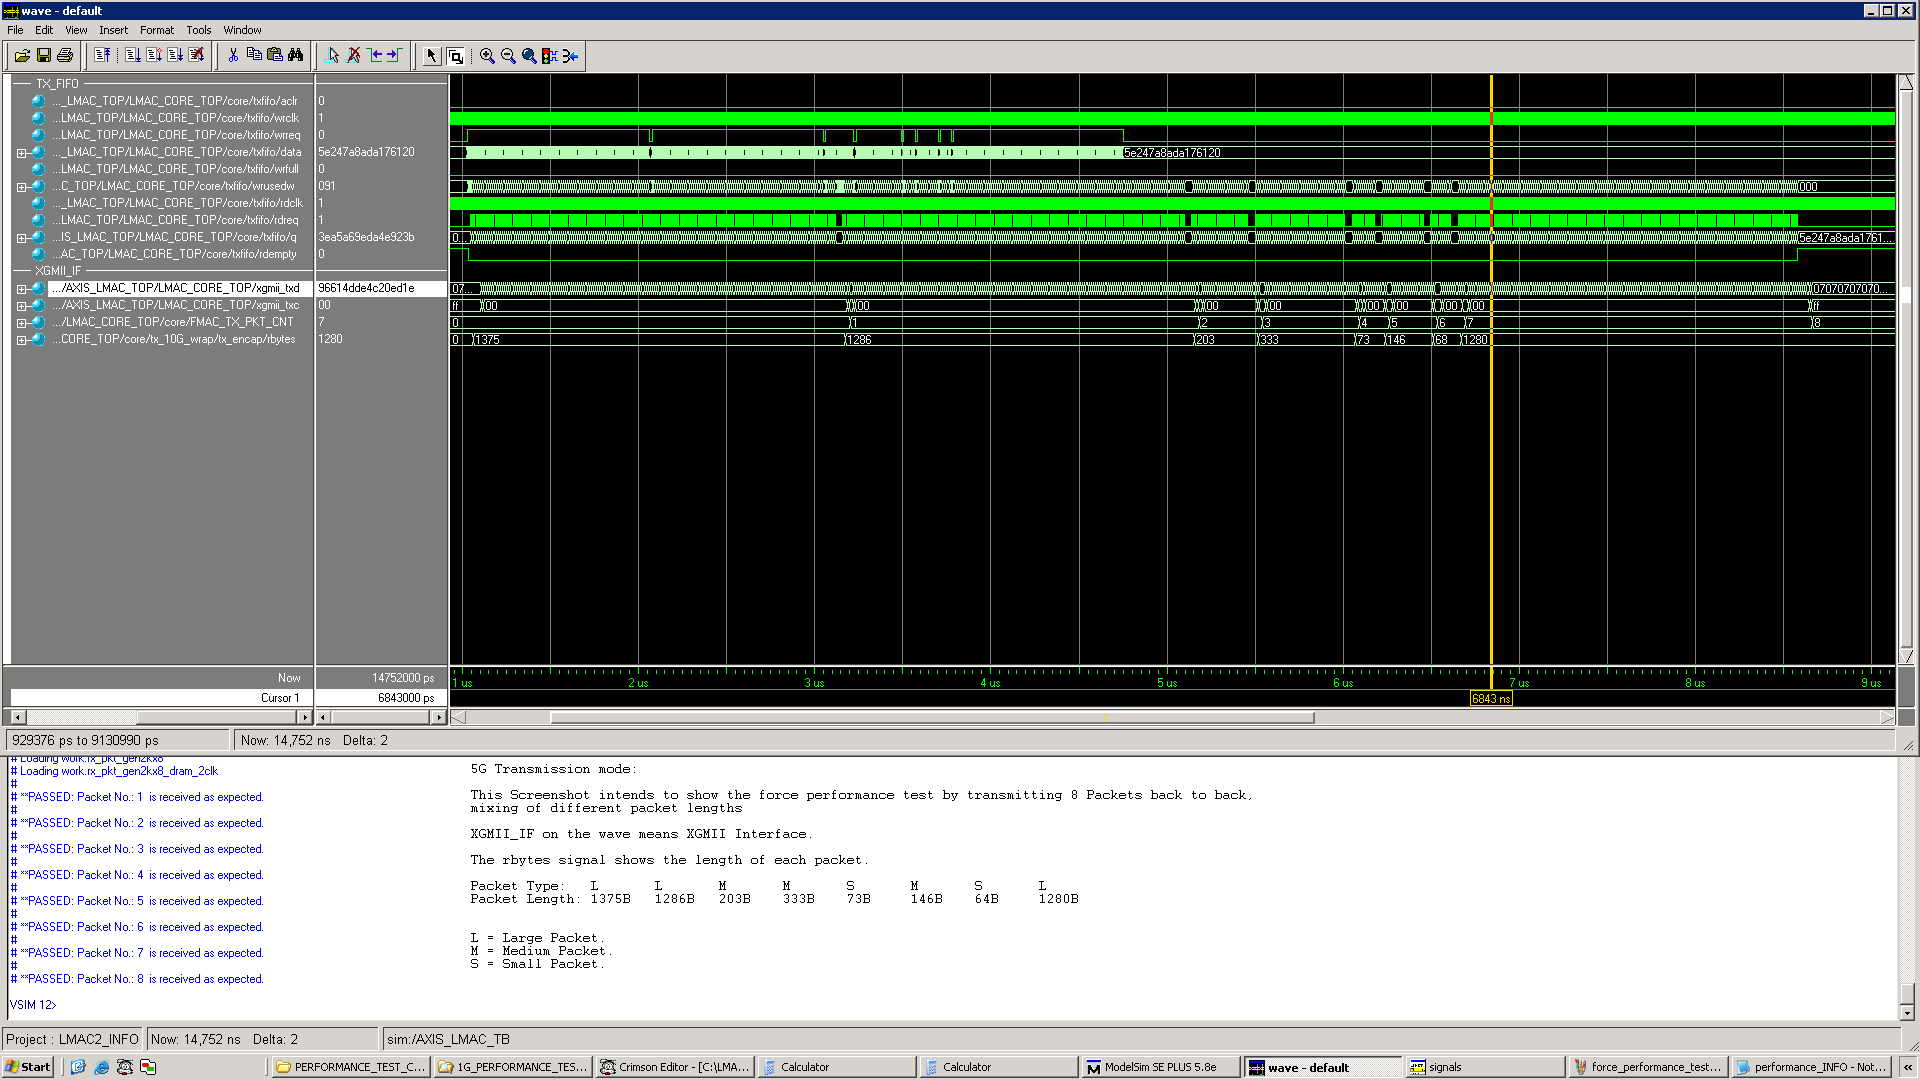 wave - default
File Edit View Insert Format Tools Window
TX_FIFO
..._LMAC_TOP/LMAC_CORE_TOP/core/txfifo/aclr 0
...LMAC_TOP/LMAC_CORE_TOP/core/txfifo/wrclk 1
...LMAC_TOP/LMAC_CORE_TOP/core/txfifo/wrreq 0
..._LMAC_TOP/LMAC_CORE_TOP/core/txfifo/data 5e247a8ada176120 5e247a8ada176120
...LMAC_TOP/LMAC_CORE_TOP/core/txfifo/wrfull 0
...C_TOP/LMAC_CORE_TOP/core/txfifo/wrusedw 091 000
..._LMAC_TOP/LMAC_CORE_TOP/core/txfifo/rdclk 1
...LMAC_TOP/LMAC_CORE_TOP/core/txfifo/rdreq 1
...IS_LMAC_TOP/LMAC_CORE_TOP/core/txfifo/q 3ea5a69eda4e923b 0... 5e247a8ada1761...
...AC_TOP/LMAC_CORE_TOP/core/txfifo/rdempty 0
XGMII_IF
.../AXIS_LMAC_TOP/LMAC_CORE_TOP/xgmii_txd 96614dde4c20ed1e 07... 07070707070...
.../AXIS_LMAC_TOP/LMAC_CORE_TOP/xgmii_txc 00 ff 00 00 00 00 00 00 00 00 ff
.../LMAC_CORE_TOP/core/FMAC_TX_PKT_CNT 7 0 1 2 3 4 5 6 7 8
...CORE_TOP/core/tx_10G_wrap/tx_encap/rbytes 1280 0 1375 1286 203 333 73 146 68 1280
Now 14752000 ps 1 us 2 us 3 us 4 us 5 us 6 us 7 us 8 us 9 us
Cursor 1 6843000 ps 6843 ns
929376 ps to 9130990 ps Now: 14,752 ns Delta: 2
# Loading work.rx_pkt_gen2kx8
# Loading work.rx_pkt_gen2kx8_dram_2clk
#
# **PASSED: Packet No.: 1 is received as expected.
#
# **PASSED: Packet No.: 2 is received as expected.
#
# **PASSED: Packet No.: 3 is received as expected.
#
# **PASSED: Packet No.: 4 is received as expected.
#
# **PASSED: Packet No.: 5 is received as expected.
#
# **PASSED: Packet No.: 6 is received as expected.
#
# **PASSED: Packet No.: 7 is received as expected.
#
# **PASSED: Packet No.: 8 is received as expected.
VSIM 12>
5G Transmission mode:
This Screenshot intends to show the force performance test by transmitting 8 Packets back to back,
mixing of different packet lengths
XGMII_IF on the wave means XGMII Interface.
The rbytes signal shows the length of each packet.
Packet Type: L L M M S M S L
Packet Length: 1375B 1286B 203B 333B 73B 146B 64B 1280B
L = Large Packet.
M = Medium Packet.
S = Small Packet.
Project : LMAC2_INFO Now: 14,752 ns Delta: 2 sim:/AXIS_LMAC_TB
Start PERFORMANCE_TEST_C... 1G_PERFORMANCE_TES... Crimson Editor - [C:\LMA... Calculator Calculator ModelSim SE PLUS 5.8e wave - default signals force_performance_test... performance_INFO - Not... «